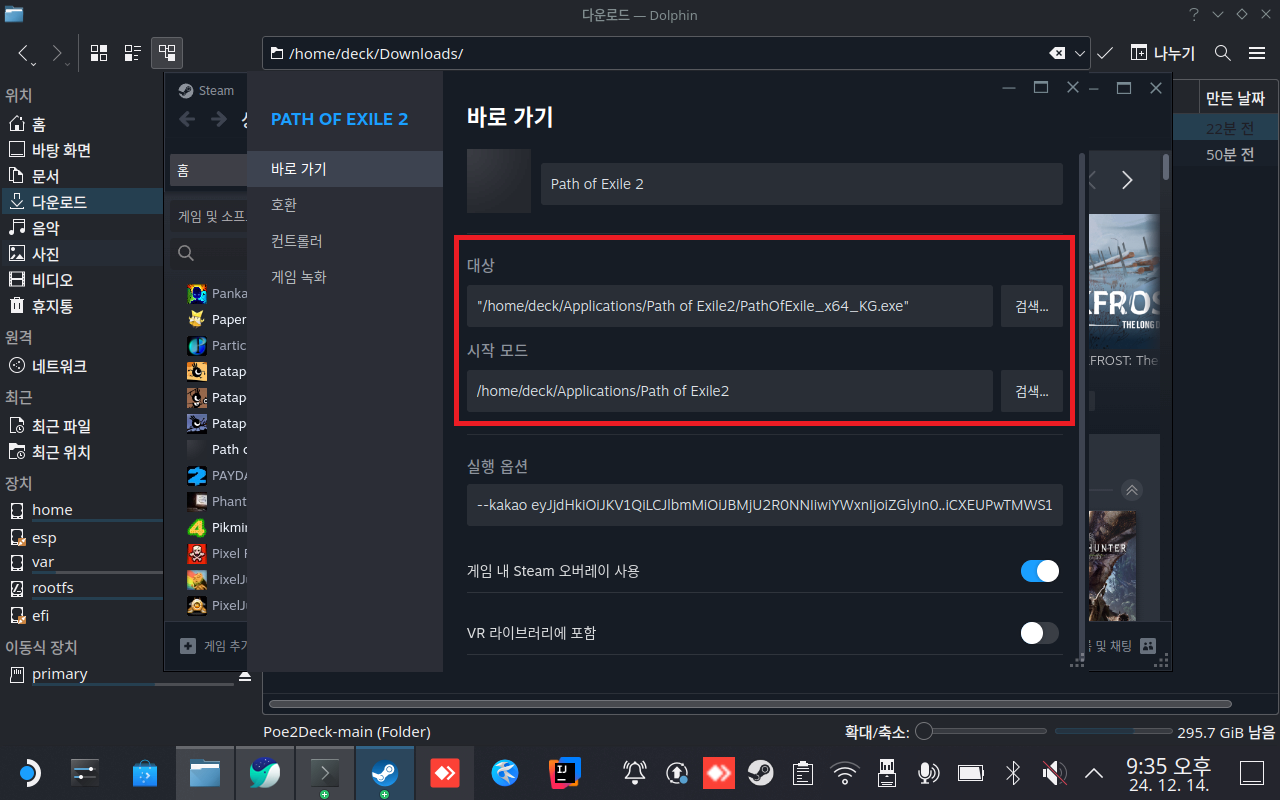 다운로드 — Dolphin
/home/deck/Downloads/
나누기
위치
홈
바탕 화면
문서
다운로드
음악
사진
비디오
휴지통
원격
네트워크
최근
최근 파일
최근 위치
장치
home
esp
var
rootfs
efi
이동식 장치
primary
Steam
홈
게임 및 소프
Panka
Paper
Partic
Patap
Patap
Patap
Path o
PAYDA
Phant
Pikmin
Pixel P
PixelJu
PixelJu
게임 추가
PATH OF EXILE 2
바로 가기
호환
컨트롤러
게임 녹화
바로 가기
Path of Exile 2
대상
"/home/deck/Applications/Path of Exile2/PathOfExile_x64_KG.exe"
검색...
시작 모드
/home/deck/Applications/Path of Exile2
검색...
실행 옵션
게임 내 Steam 오버레이 사용
VR 라이브러리에 포함
XFROS
THE LONG D
XFROST: The
HUNTER
및 채팅
만든 날짜
22분 전
50분 전
Poe2Deck-main (Folder)
확대/축소:
295.7 GiB 남음
9:35 오후
24. 12. 14.